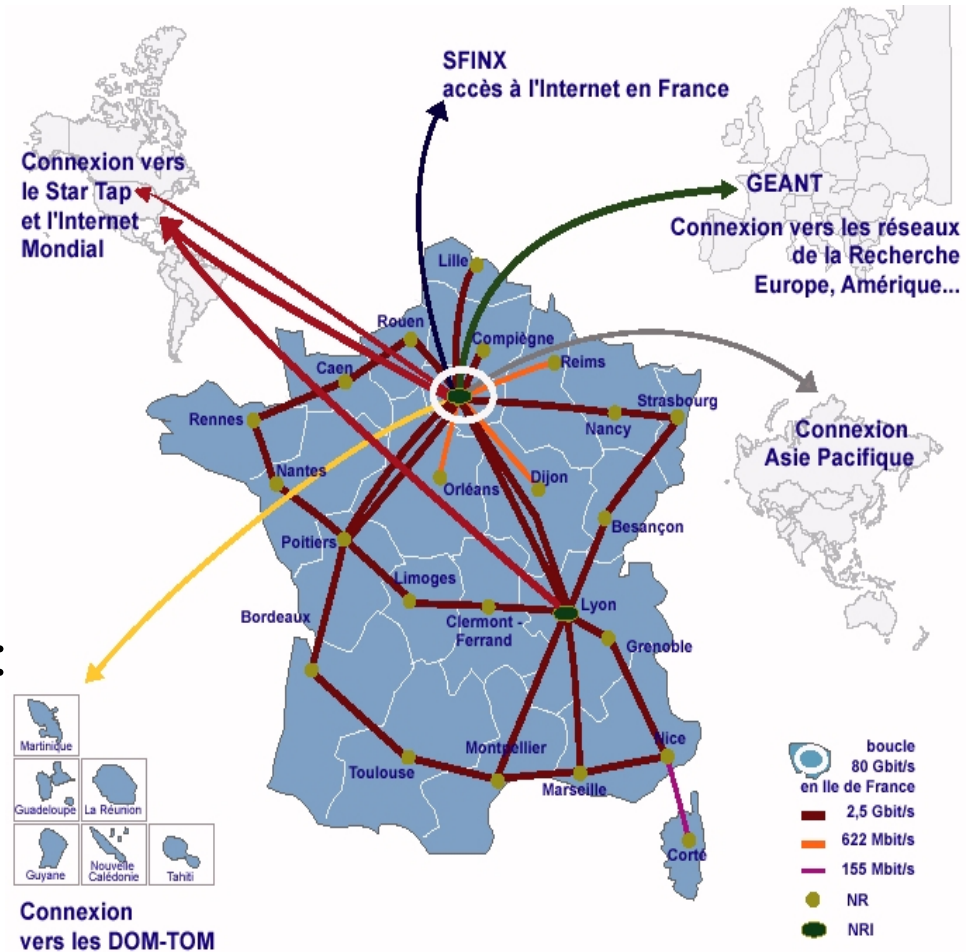 SFINX
accès à l'Internet en France
Connexion vers
le Star Tap
et l'Internet
Mondial
GEANT
Connexion vers les réseaux
de la Recherche
Europe, Amérique...
Lille
Rouen
Compiègne
Caen
Reims
Rennes
Strasbourg
Nancy
Connexion
Asie Pacifique
Nantes
Orléans
Dijon
Besançon
Poitiers
Limoges
Lyon
Bordeaux
Clermont -
Ferrand
Grenoble
:
Martinique
Montpellier
Nice
Toulouse
Marseille
Guadeloupe
La Réunion
Corté
Guyane
Nouvelle
Calédonie
Tahiti
Connexion
vers les DOM-TOM
boucle
80 Gbit/s
en Ile de France
2,5 Gbit/s
622 Mbit/s
155 Mbit/s
NR
NRI